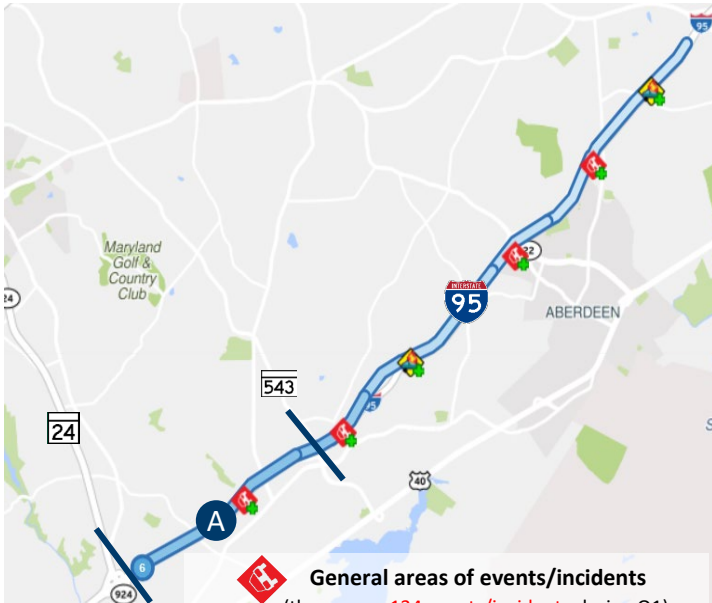 95
22
Maryland
Golf &
Country
Club
24
INTERSTATE
95
ABERDEEN
543
24
40
A
6
924
General areas of events/incidents